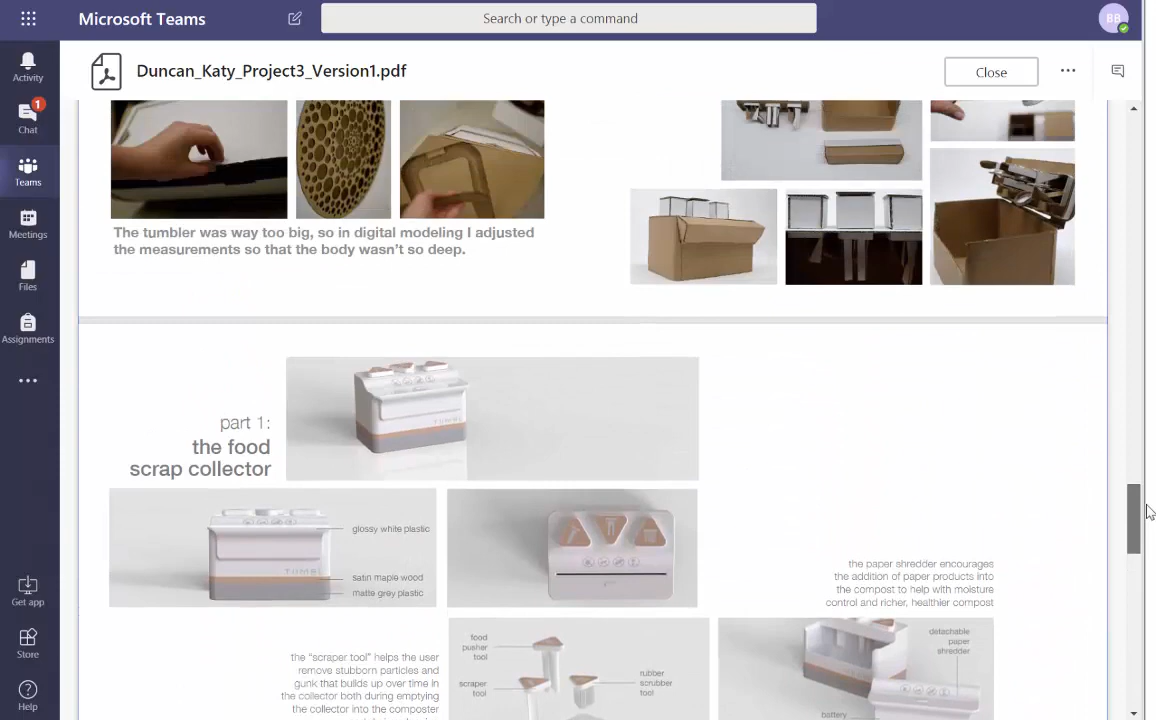 Microsoft Teams
Search or type a command
BB
Activity
Duncan_Katy_Project3_Version1.pdf
Close
1
Chat
Teams
Meetings
Files
Assignments
Get app
Store
Help
The tumbler was way too big, so in digital modeling I adjusted
the measurements so that the body wasn't so deep.
part 1:
the food
scrap collector
TUMBL
glossy white plastic
TUMBL
satin maple wood
matte grey plastic
the paper shredder encourages
the addition of paper products into
the compost to help with moisture
control and richer, healthier compost
the "scraper tool" helps the user
remove stubborn particles and
gunk that builds up over time in
the collector both during emptying
the collector into the composter
food
pusher
tool
scraper
tool
rubber
scrubber
tool
detachable
paper
shredder
battery